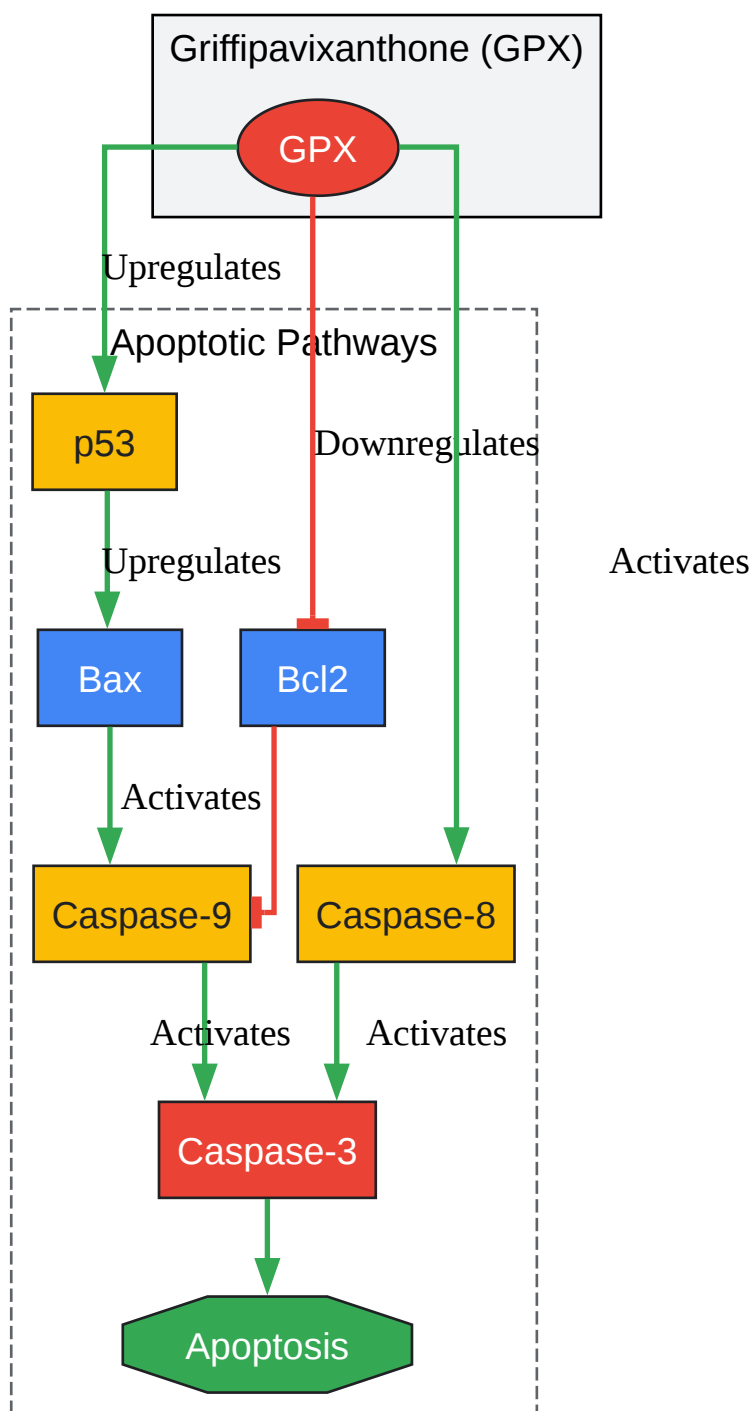 Griffipavixanthone (GPX)
GPX
Upregulates
Apoptotic Pathways
p53
Downregulates
Upregulates
Activates
Bax
Bcl2
Activates
Caspase-9
Caspase-8
Activates
Activates
Caspase-3
Apoptosis